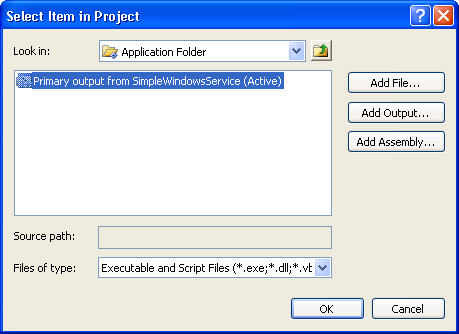 Select Item in Project
Look in:
Application Folder
Primary output from SimpleWindowsService (Active)
Add File...
Add Output...
Add Assembly...
Source path:
Files of type:
Executable and Script Files (*.exe;*.dll;*.vb
OK
Cancel